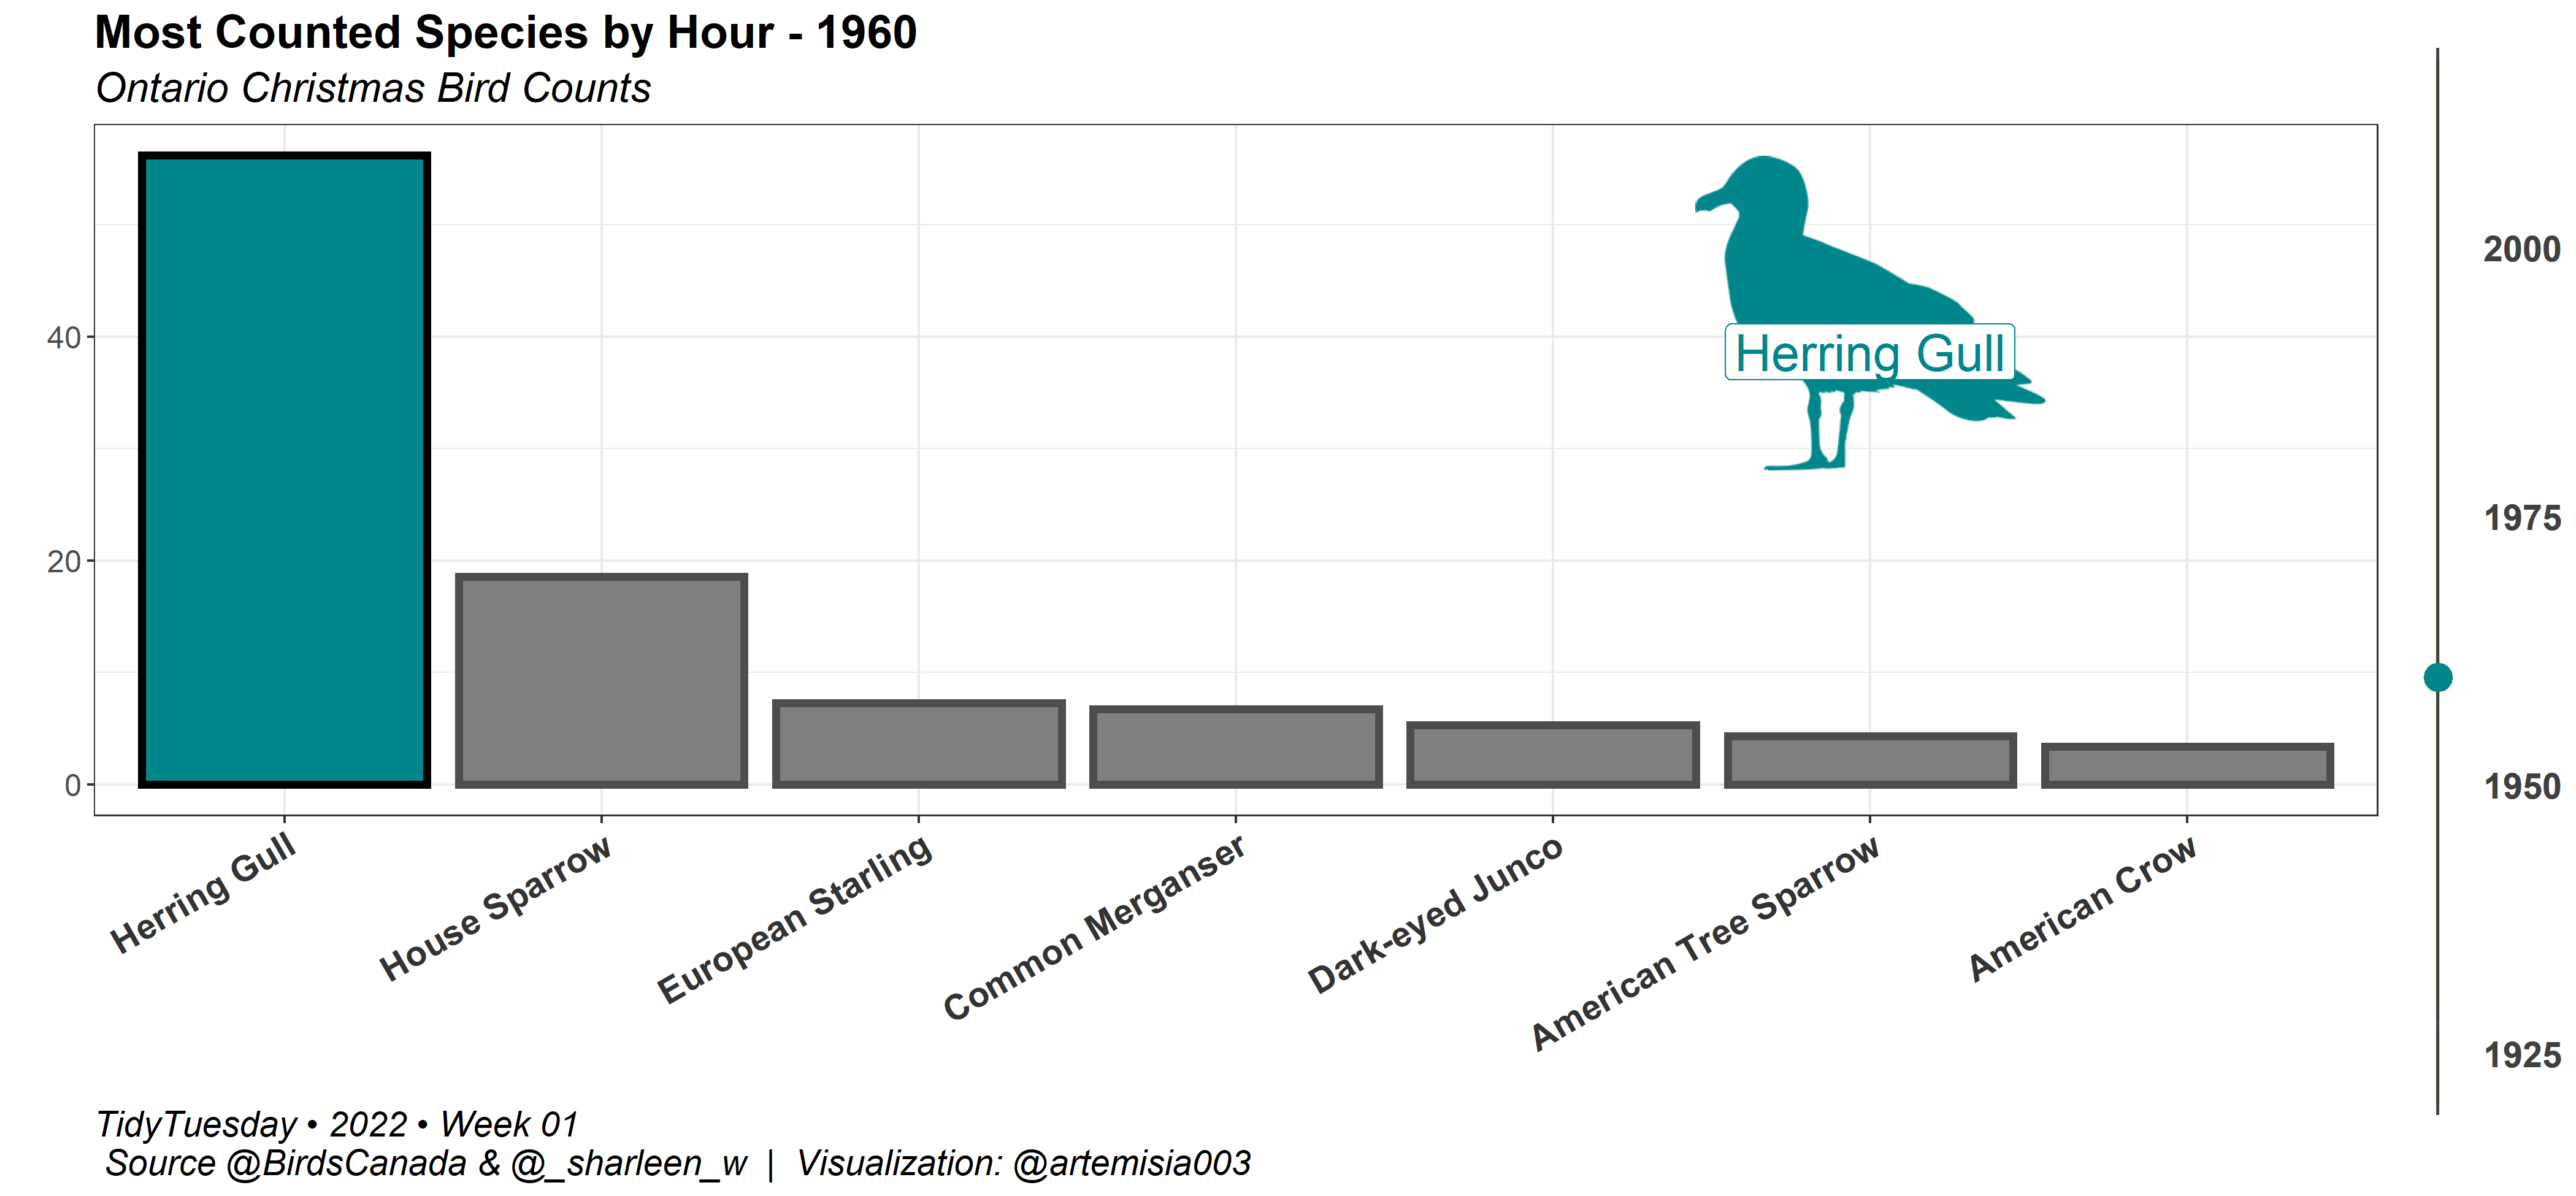 Most Counted Species by Hour - 1960
Ontario Christmas Bird Counts
40
20
0
Herring Gull
2000
1975
1950
1925
Herring Gull
House Sparrow
European Starling
Common Merganser
Dark-eyed Junco
American Tree Sparrow
American Crow
TidyTuesday • 2022 • Week 01
Source @BirdsCanada & @_sharleen_w | Visualization: @artemisia003